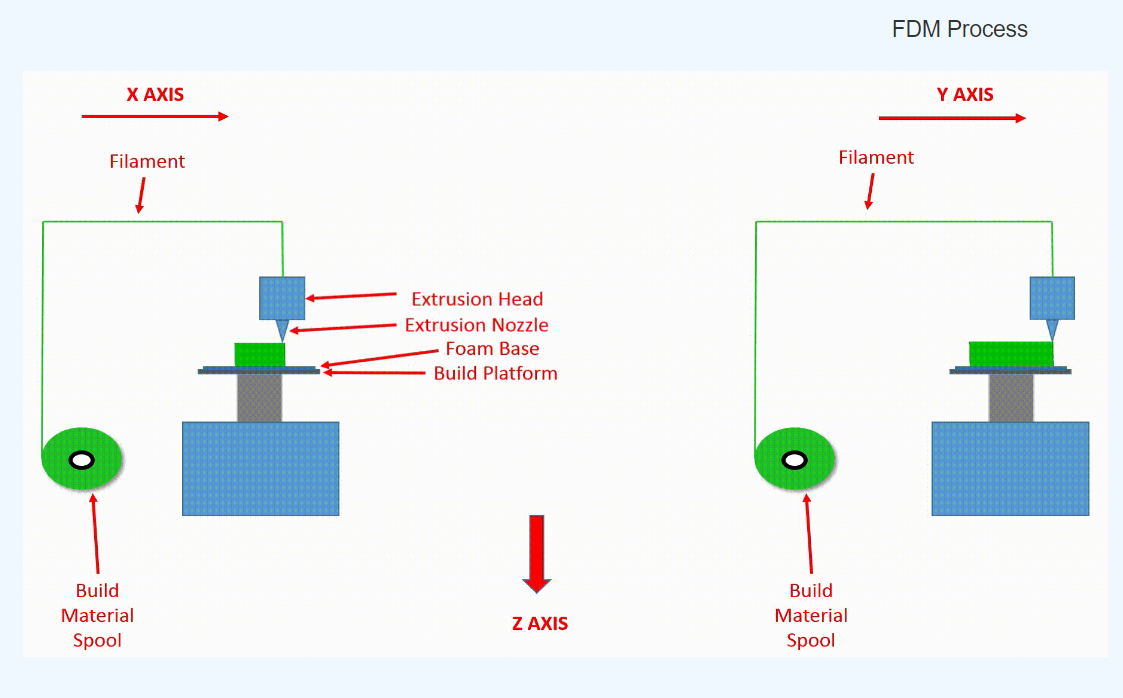 FDM Process
X AXIS
Y AXIS
Filament
Filament
Extrusion Head
Extrusion Nozzle
Foam Base
Build Platform
Build
Material
Spool
Z AXIS
Build
Material
Spool